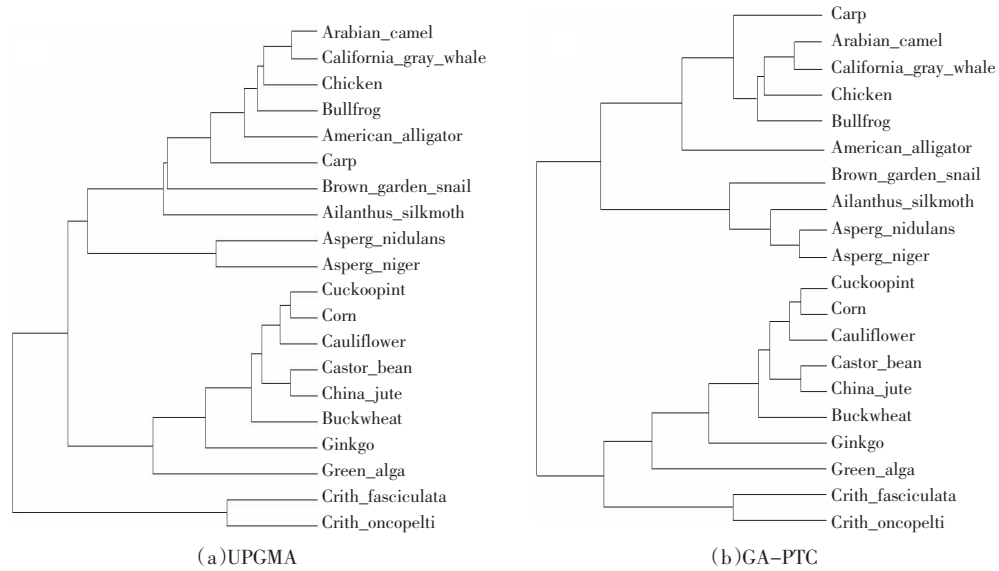 Arabian_camel
California_gray_whale
Chicken
Bullfrog
American_alligator
Carp
Brown_garden_snail
Ailanthus_silkmoth
Asperg_nidulans
Asperg_niger
Cuckoopint
Corn
Cauliflower
Castor_bean
China_jute
Buckwheat
Ginkgo
Green_alga
Crith_fasciculata
Crith_oncopelti
(a)UPGMA
Carp
Arabian_camel
California_gray_whale
Chicken
Bullfrog
American_alligator
Brown_garden_snail
Ailanthus_silkmoth
Asperg_nidulans
Asperg_niger
Cuckoopint
Corn
Cauliflower
Castor_bean
China_jute
Buckwheat
Ginkgo
Green_alga
Crith_fasciculata
Crith_oncopelti
(b)GA-PTC